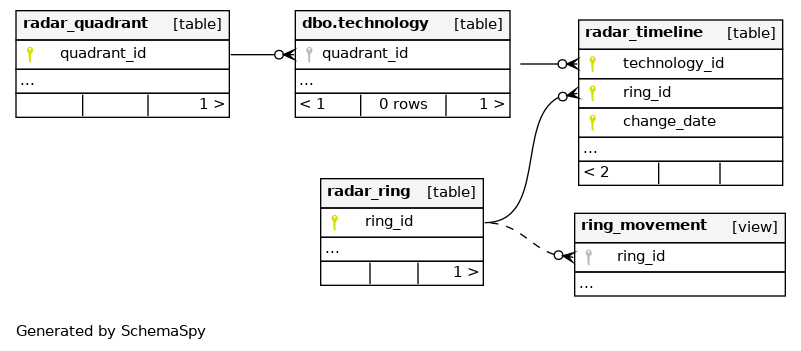 radar_quadrant [table]
quadrant_id
...
1 >
dbo.technology [table]
quadrant_id
...
< 1 0 rows 1 >
radar_timeline [table]
technology_id
ring_id
change_date
...
< 2
radar_ring [table]
ring_id
...
1 >
ring_movement [view]
ring_id
...
Generated by SchemaSpy